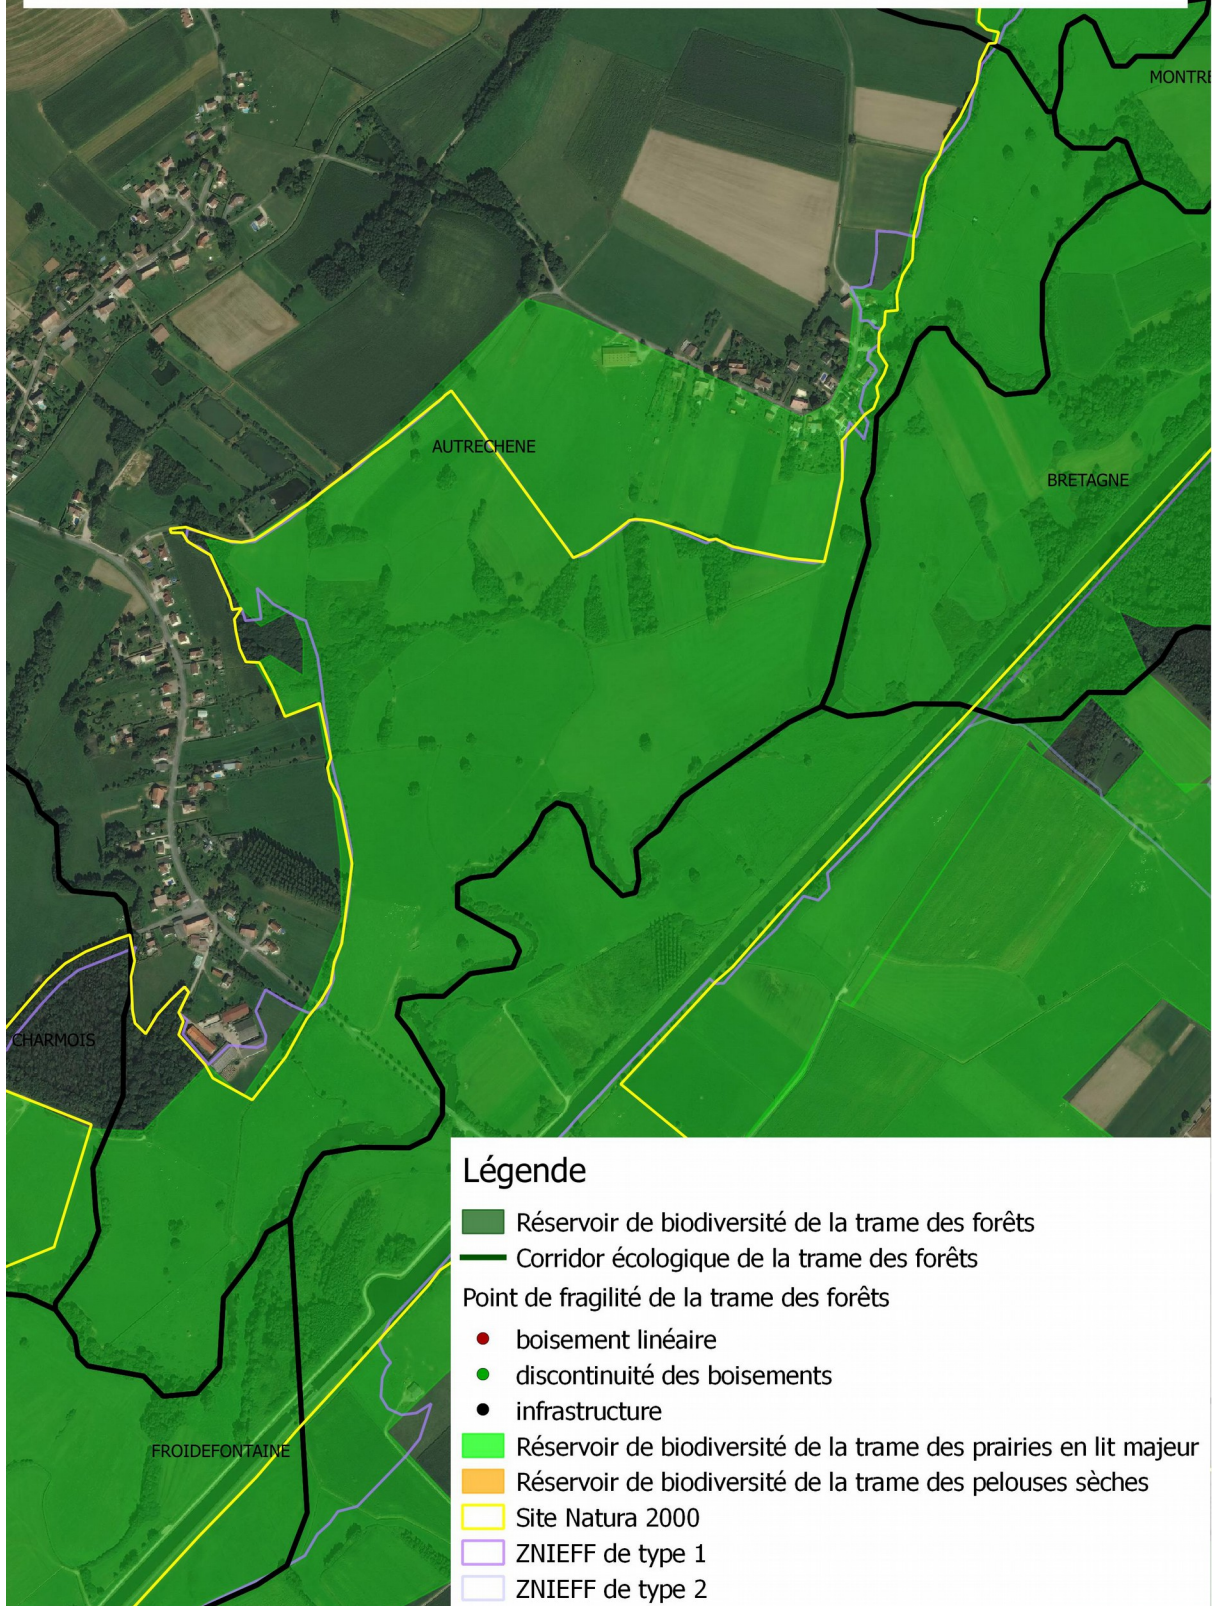 MONTRE
AUTRECHENE
BRETAGNE
CHARMOIS
FROIDEFONTAINE
Légende
Réservoir de biodiversité de la trame des forêts
Corridor écologique de la trame des forêts
Point de fragilité de la trame des forêts
boisement linéaire
discontinuité des boisements
infrastructure
Réservoir de biodiversité de la trame des prairies en lit majeur
Réservoir de biodiversité de la trame des pelouses sèches
Site Natura 2000
ZNIEFF de type 1
ZNIEFF de type 2